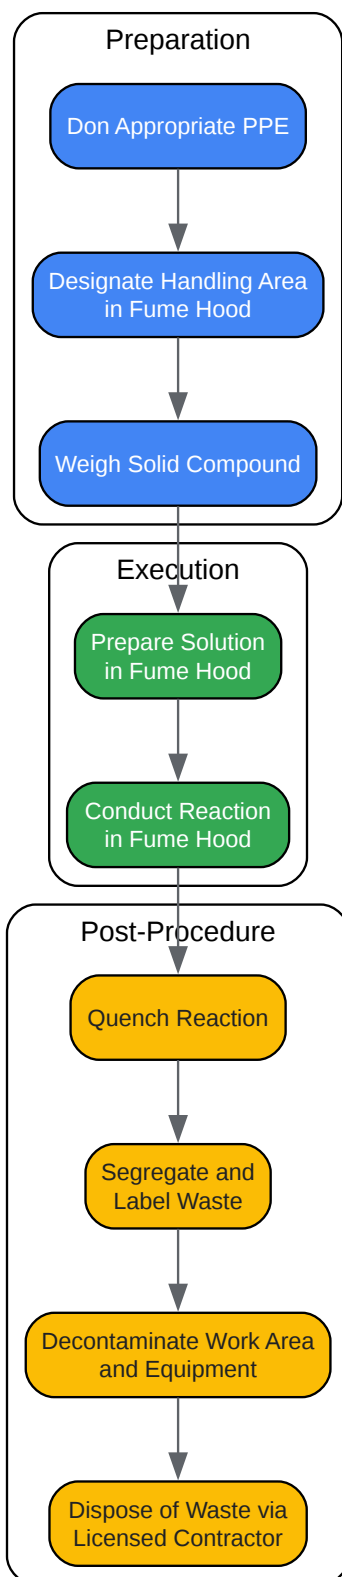 Preparation
Don Appropriate PPE
Designate Handling Area
in Fume Hood
Weigh Solid Compound
Execution
Prepare Solution
in Fume Hood
Conduct Reaction
in Fume Hood
Post-Procedure
Quench Reaction
Segregate and
Label Waste
Decontaminate Work Area
and Equipment
Dispose of Waste via
Licensed Contractor